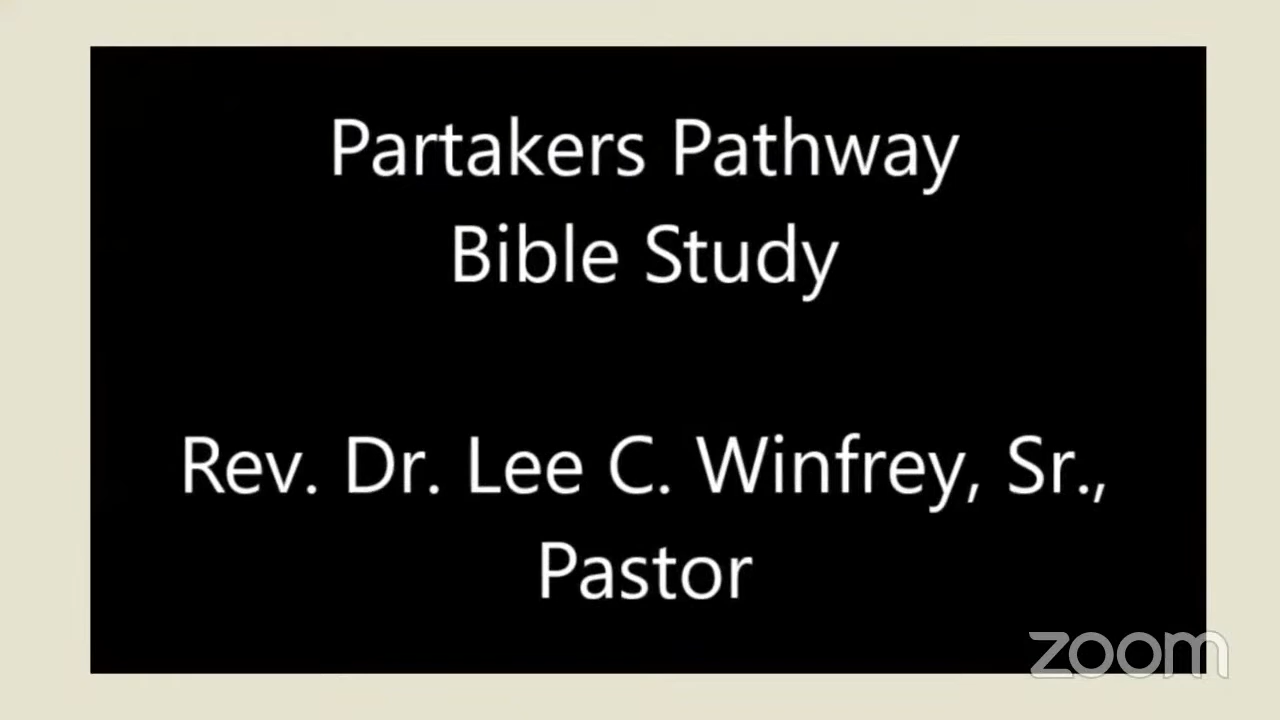 Partakers Pathway
Bible Study
Rev. Dr. Lee C. Winfrey, Sr.,
Pastor
zoom